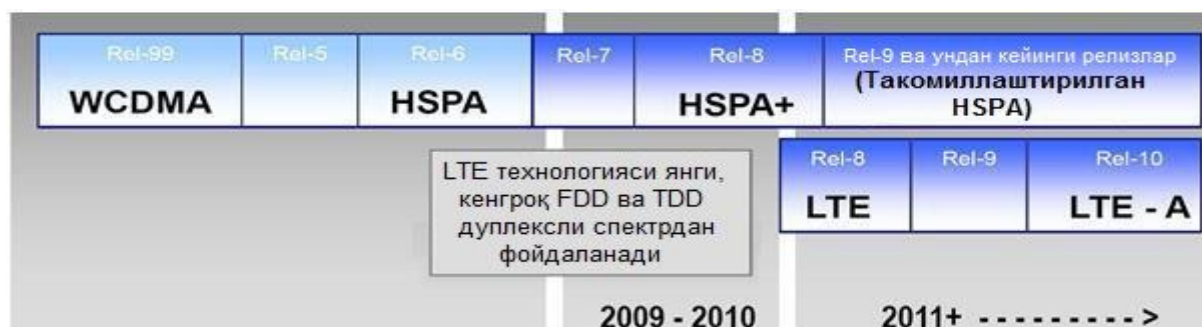 Rel-99 Rel-5 Rel-6 Rel-7 Rel-8 Rel-9 ва ундан кейинги релизлар
WCDMA HSPA HSPA+ (Такомиллаштирилган
HSPA)
Rel-8 Rel-9 Rel-10
LTE LTE - A
LTE технологияси янги,
кенгроқ FDD ва TDD
дуплексли спектрдан
фойдаланади
2009 - 2010 2011+ - - - - - - - - - >